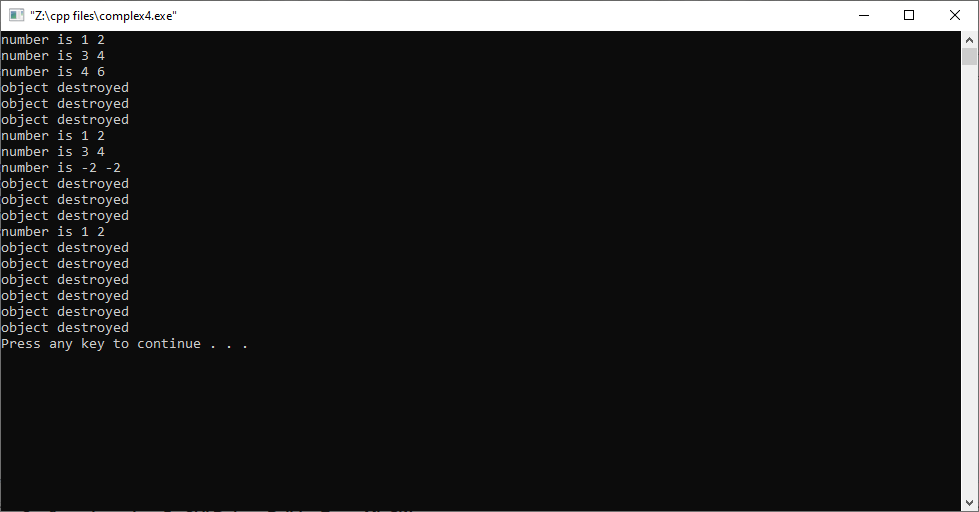 "Z:\cpp files\complex4.exe"
number is 1 2
number is 3 4
number is 4 6
object destroyed
object destroyed
object destroyed
number is 1 2
number is 3 4
number is -2 -2
object destroyed
object destroyed
object destroyed
number is 1 2
object destroyed
object destroyed
object destroyed
object destroyed
object destroyed
object destroyed
Press any key to continue . . .